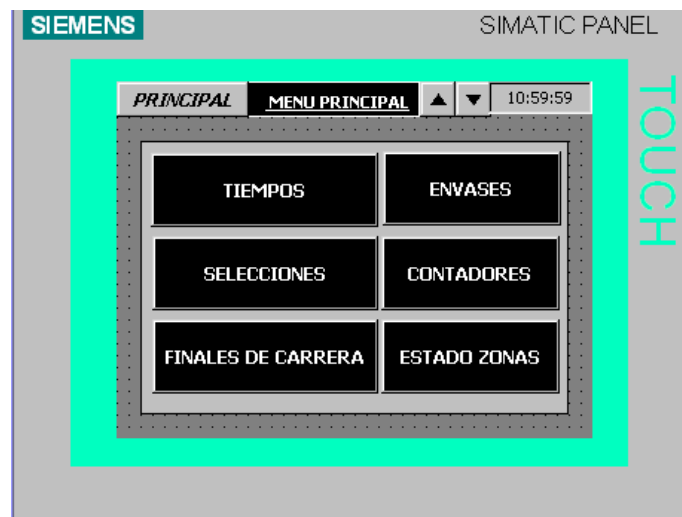 SIEMENS SIMATIC PANEL
PRINCIPAL MENU PRINCIPAL ▲ ▼ 10:59:59
TOUCH
TIEMPOS ENVASES
SELECCIONES CONTADORES
FINALES DE CARRERA ESTADO ZONAS